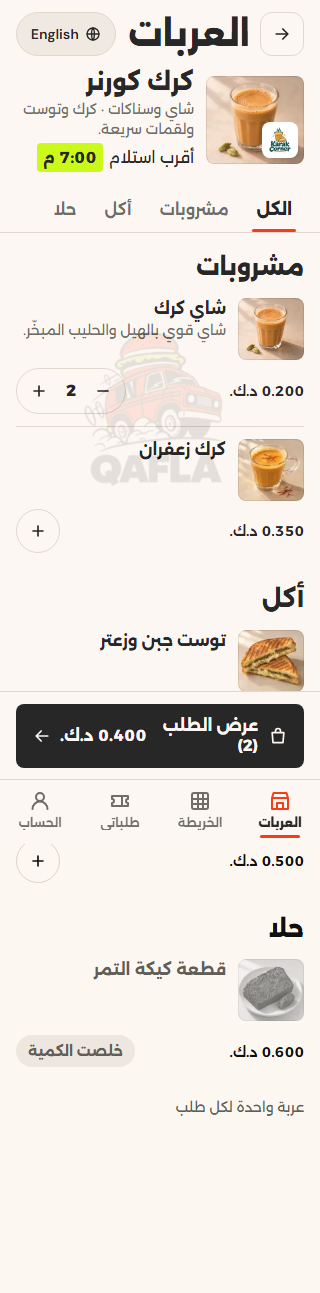 العربات
English
كرك كورنر
شاي وسناكات · كرك وتوست
ولقمات سريعة.
أقرب استلام 7:00 م
Karak
Corner
الكل
مشروبات
أكل
حلا
مشروبات
شاي كرك
شاي قوي بالهيل والحليب المبخّر.
0.200 د.ك.
2
QAFLA
كرك زعفران
0.350 د.ك.
أكل
توست جبن وزعتر
عرض الطلب
(2)
0.400 د.ك.
العربات
الخريطة
طلباتي
الحساب
0.500 د.ك.
حلا
قطعة كيكة التمر
0.600 د.ك.
خلصت الكمية
عربة واحدة لكل طلب